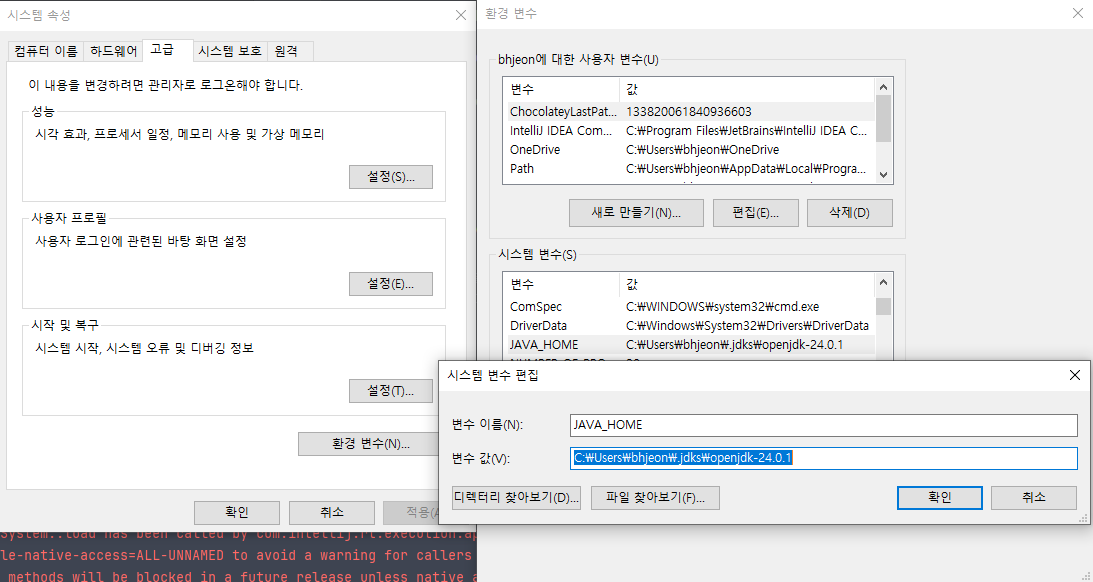 시스템 속성
컴퓨터 이름 하드웨어 고급 시스템 보호 원격
이 내용을 변경하려면 관리자로 로그온해야 합니다.
성능
시각 효과, 프로세서 일정, 메모리 사용 및 가상 메모리
설정(S)...
사용자 프로필
사용자 로그인에 관련된 바탕 화면 설정
설정(E)...
시작 및 복구
시스템 시작, 시스템 오류 및 디버깅 정보
설정(T)...
환경 변수(N)...
확인 취소
System::load has been called by com.intellij.rt.execution.ap
le-native-access=ALL-UNNAMED to avoid a warning for callers
methods will be blocked in a future release unless native a
환경 변수
bhjeon에 대한 사용자 변수(U)
변수 값
ChocolateyLastPat... 133820061840936603
IntelliJ IDEA Com... C:₩Program Files₩JetBrains₩IntelliJ IDEA C...
OneDrive C:₩Users₩bhjeon₩OneDrive
Path C:₩Users₩bhjeon₩AppData₩Local₩Progra...
새로 만들기(N)... 편집(E)... 삭제(D)
시스템 변수(S)
변수 값
ComSpec C:₩WINDOWS₩system32₩cmd.exe
DriverData C:₩Windows₩System32₩Drivers₩DriverData
JAVA_HOME C:₩Users₩bhjeon₩.jdks₩openjdk-24.0.1
시스템 변수 편집
변수 이름(N): JAVA_HOME
변수 값(V): C:₩Users₩bhjeon₩.jdks₩openjdk-24.0.1
디렉터리 찾아보기(D)... 파일 찾아보기(F)... 확인 취소